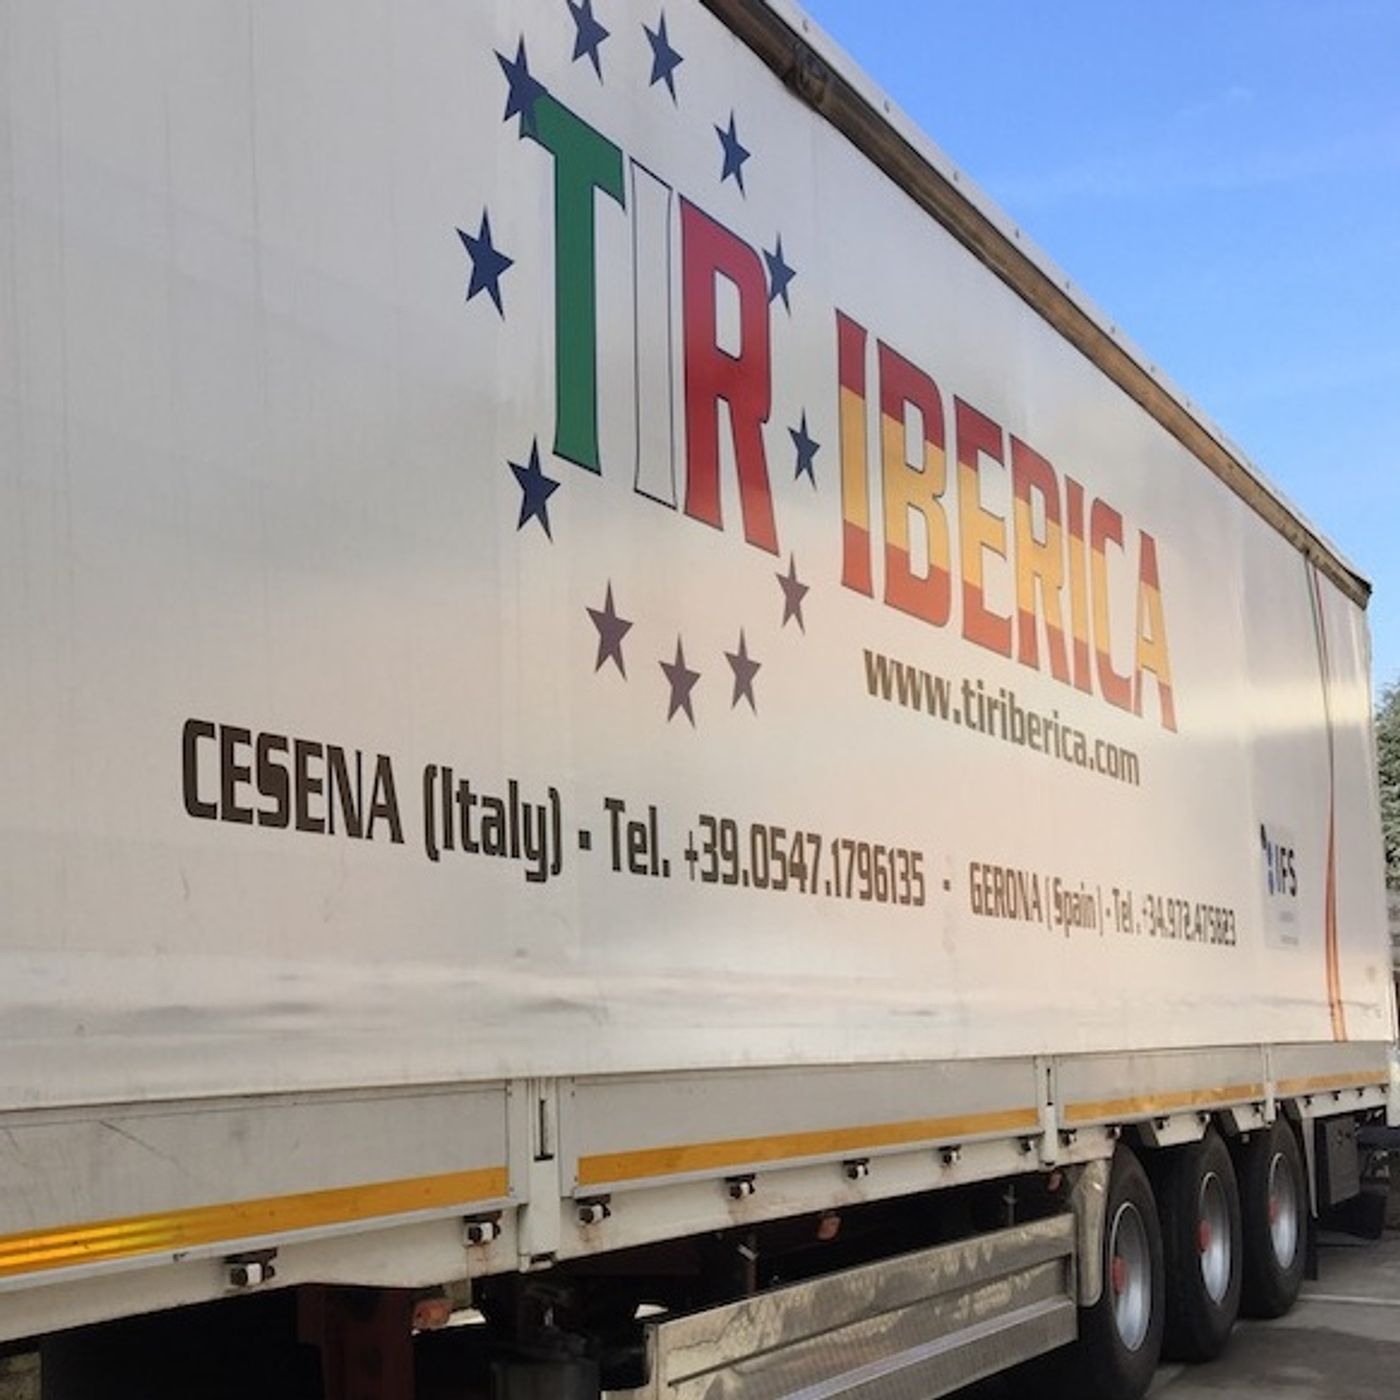 TIR IBERICA
www.tiriberica.com
CESENA (Italy) · Tel. +39.0547.1796135 · GERONA (Spain) · Tel. +34.972.475823
IFS